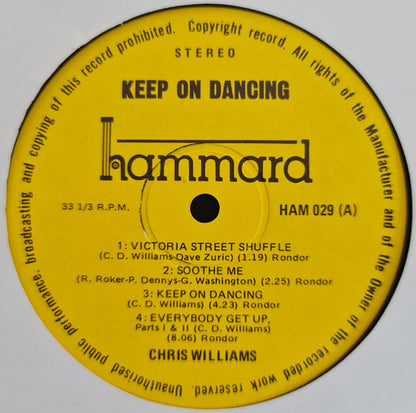 Unauthorised public performance, broadcasting and copying of this record prohibited. Copyright record. All rights of the Manufacturer and of the Owner of the recorded work reserved.
STEREO
KEEP ON DANCING
hammard
33 1/3 R.P.M.
HAM 029 (A)
1: VICTORIA STREET SHUFFLE
(C. D. Williams-Dave Zuric) (1.19) Rondor
2: SOOTHE ME
(R. Roker-P. Dennys-G. Washington) (2.25) Rondor
3: KEEP ON DANCING
(C. D. Williams) (4.23) Rondor
4: EVERYBODY GET UP,
Parts I & II (C. D. Williams)
(8.06) Rondor
CHRIS WILLIAMS